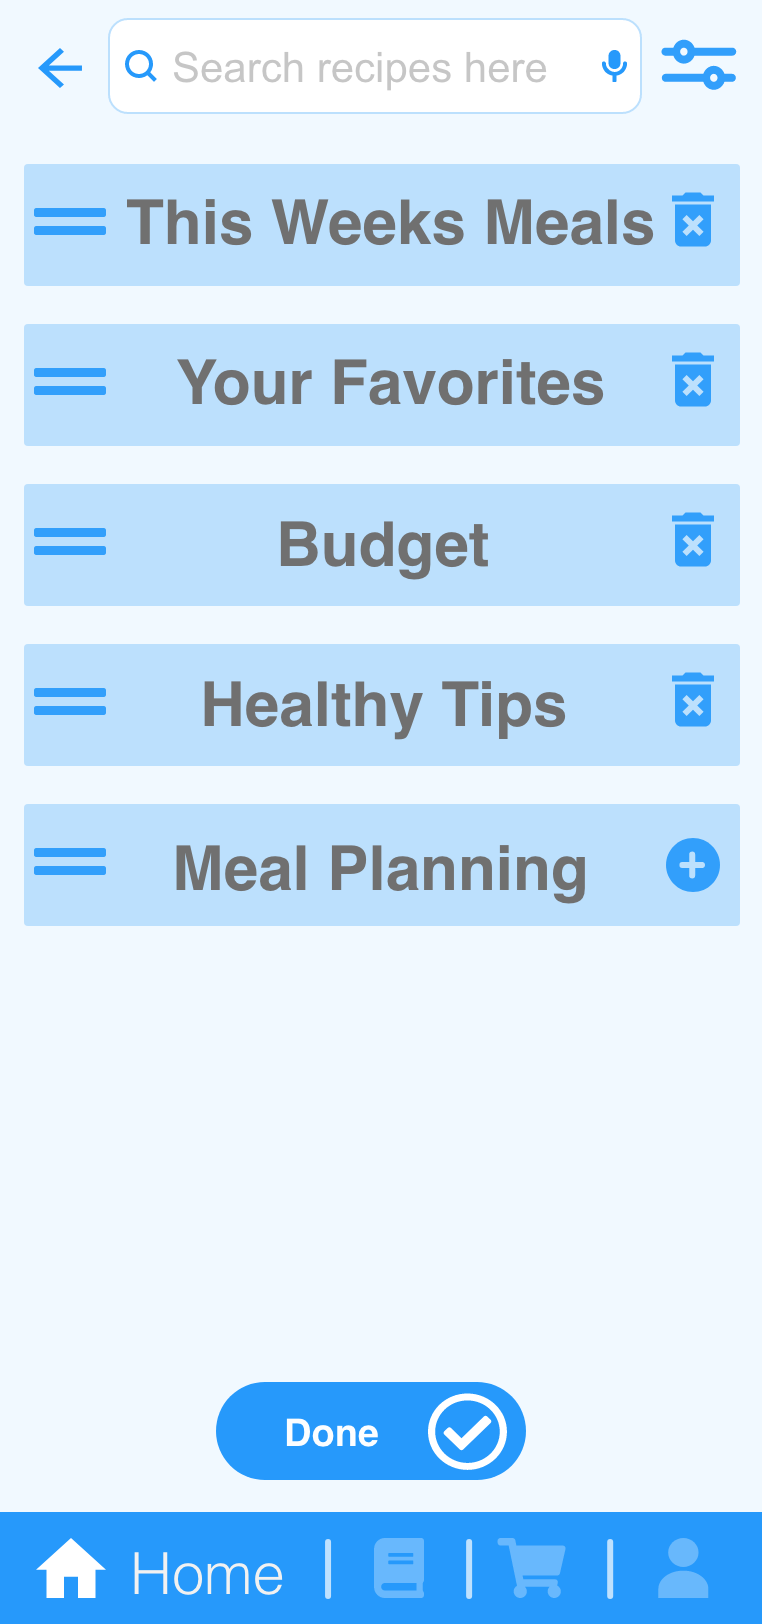 Search recipes here
This Weeks Meals
Your Favorites
Budget
Healthy Tips
Meal Planning
Done
Home